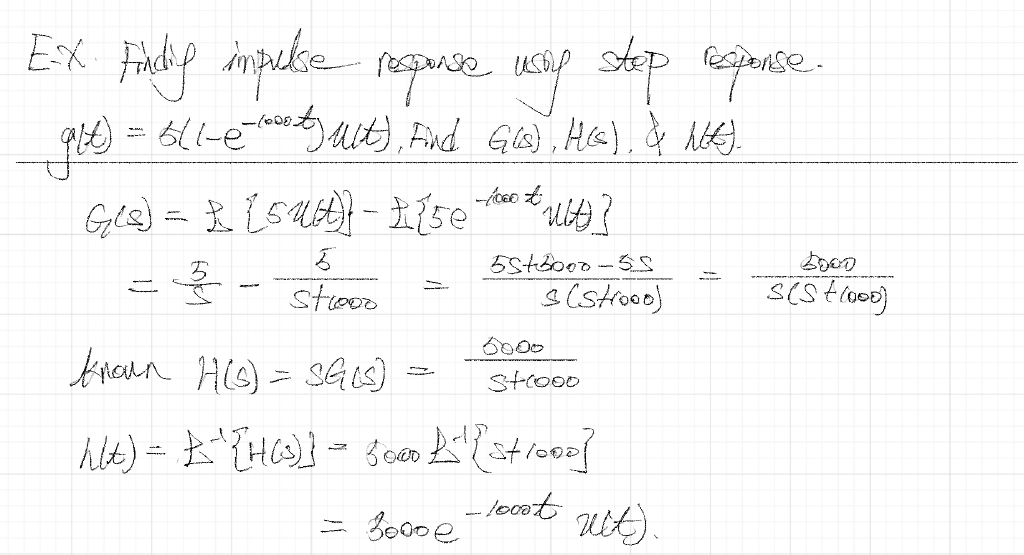 EX. Finding impulse response using step response.
g(t) = 5(1-e^{-1000t})u(t), Find G(s), H(s), & h(t).
G(s) = ℒ{5u(t)} - ℒ{5e^{-1000t}u(t)}
= 5/s - 5/(s+1000) = (5s+5000-5s)/(s(s+1000)) = 5000/(s(s+1000))
known H(s) = sG(s) = 5000/(s+1000)
h(t) = ℒ^{-1}{H(s)} = 5000 ℒ^{-1}{s+1000}
= 5000e^{-1000t} u(t).